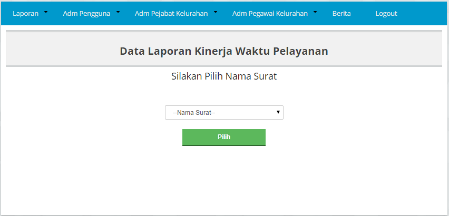 Laporan Adm Pengguna Adm Pejabat Kelurahan Adm Pegawai Kelurahan Berita Logout
Data Laporan Kinerja Waktu Pelayanan
Silakan Pilih Nama Surat
Nama Surat
Pilih